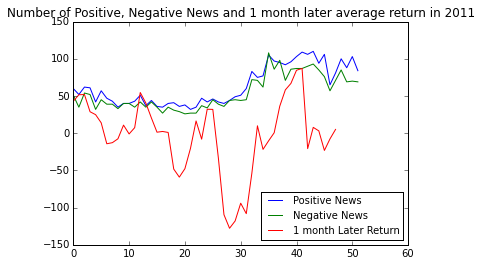 Number of Positive, Negative News and 1 month later average return in 2011
150
100
50
0
−50
−100
−150
0 10 20 30 40 50 60
Positive News
Negative News
1 month Later Return